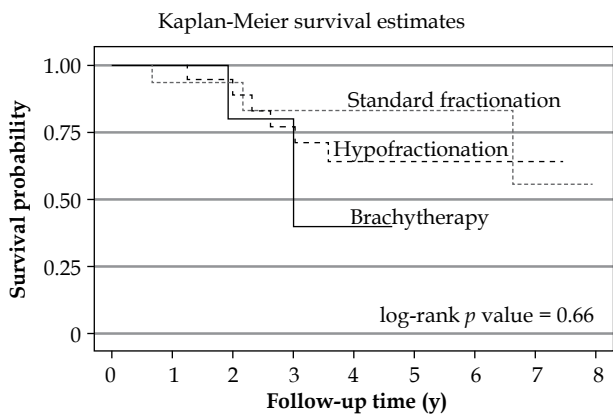 Kaplan-Meier survival estimates
Survival probability
1.00
0.75
0.50
0.25
0
Standard fractionation
Hypofractionation
Brachytherapy
log-rank p value = 0.66
0 1 2 3 4 5 6 7 8
Follow-up time (y)